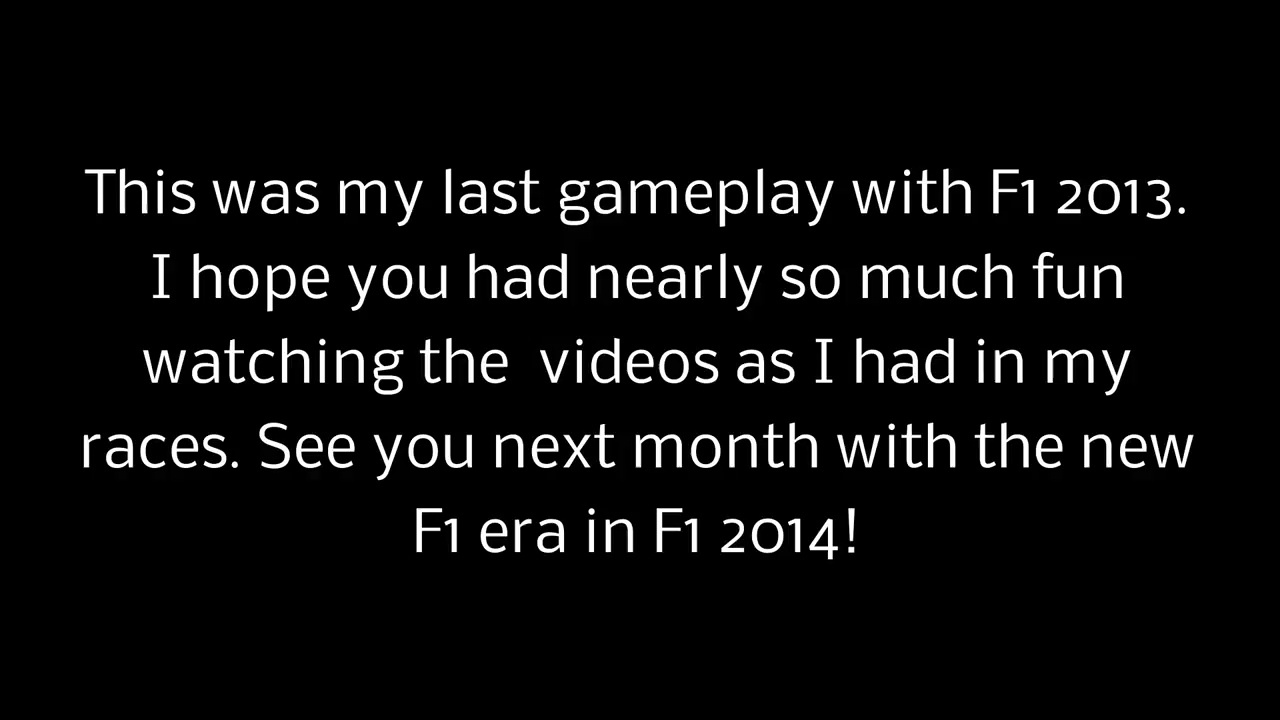 This was my last gameplay with F1 2013.
I hope you had nearly so much fun
watching the  videos as I had in my
races. See you next month with the new
F1 era in F1 2014!